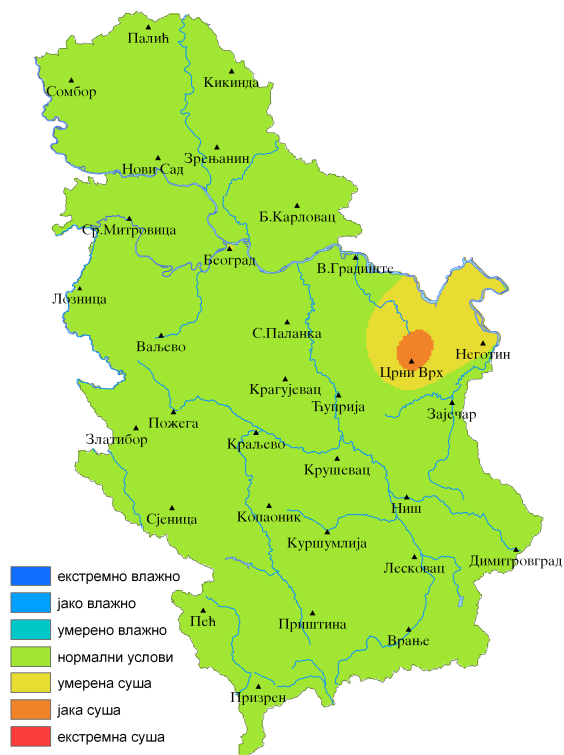 Палић
Кикинда
Сомбор
Зрењанин
Нови Сад
Б.Карловац
Ср.Митровица
Београд
В.Градиште
Лозница
С.Паланка
Ваљево
Неготин
Црни Врх
Крагујевац
Ћуприја
Зајечар
Пожега
Златибор
Краљево
Крушевац
Ниш
Копаоник
Сјеница
Куршумлија
Димитровград
Лесковац
екстремно влажно
јако влажно
Пећ
Приштина
умерено влажно
Врање
нормални услови
умерена суша
Призрен
јака суша
екстремна суша